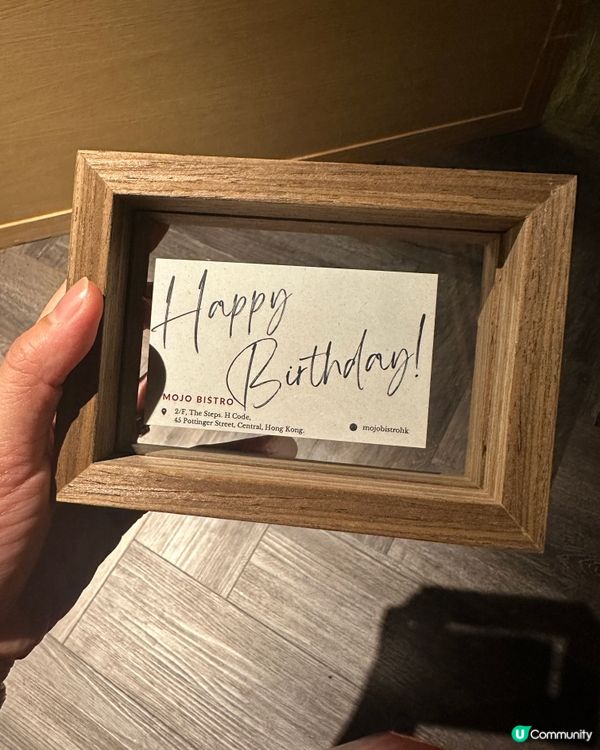 Happy
Birthday!
MOJO BISTRO
2/F, The Steps. H Code,
45 Pottinger Street, Central, Hong Kong.
mojobistrohk
U Community